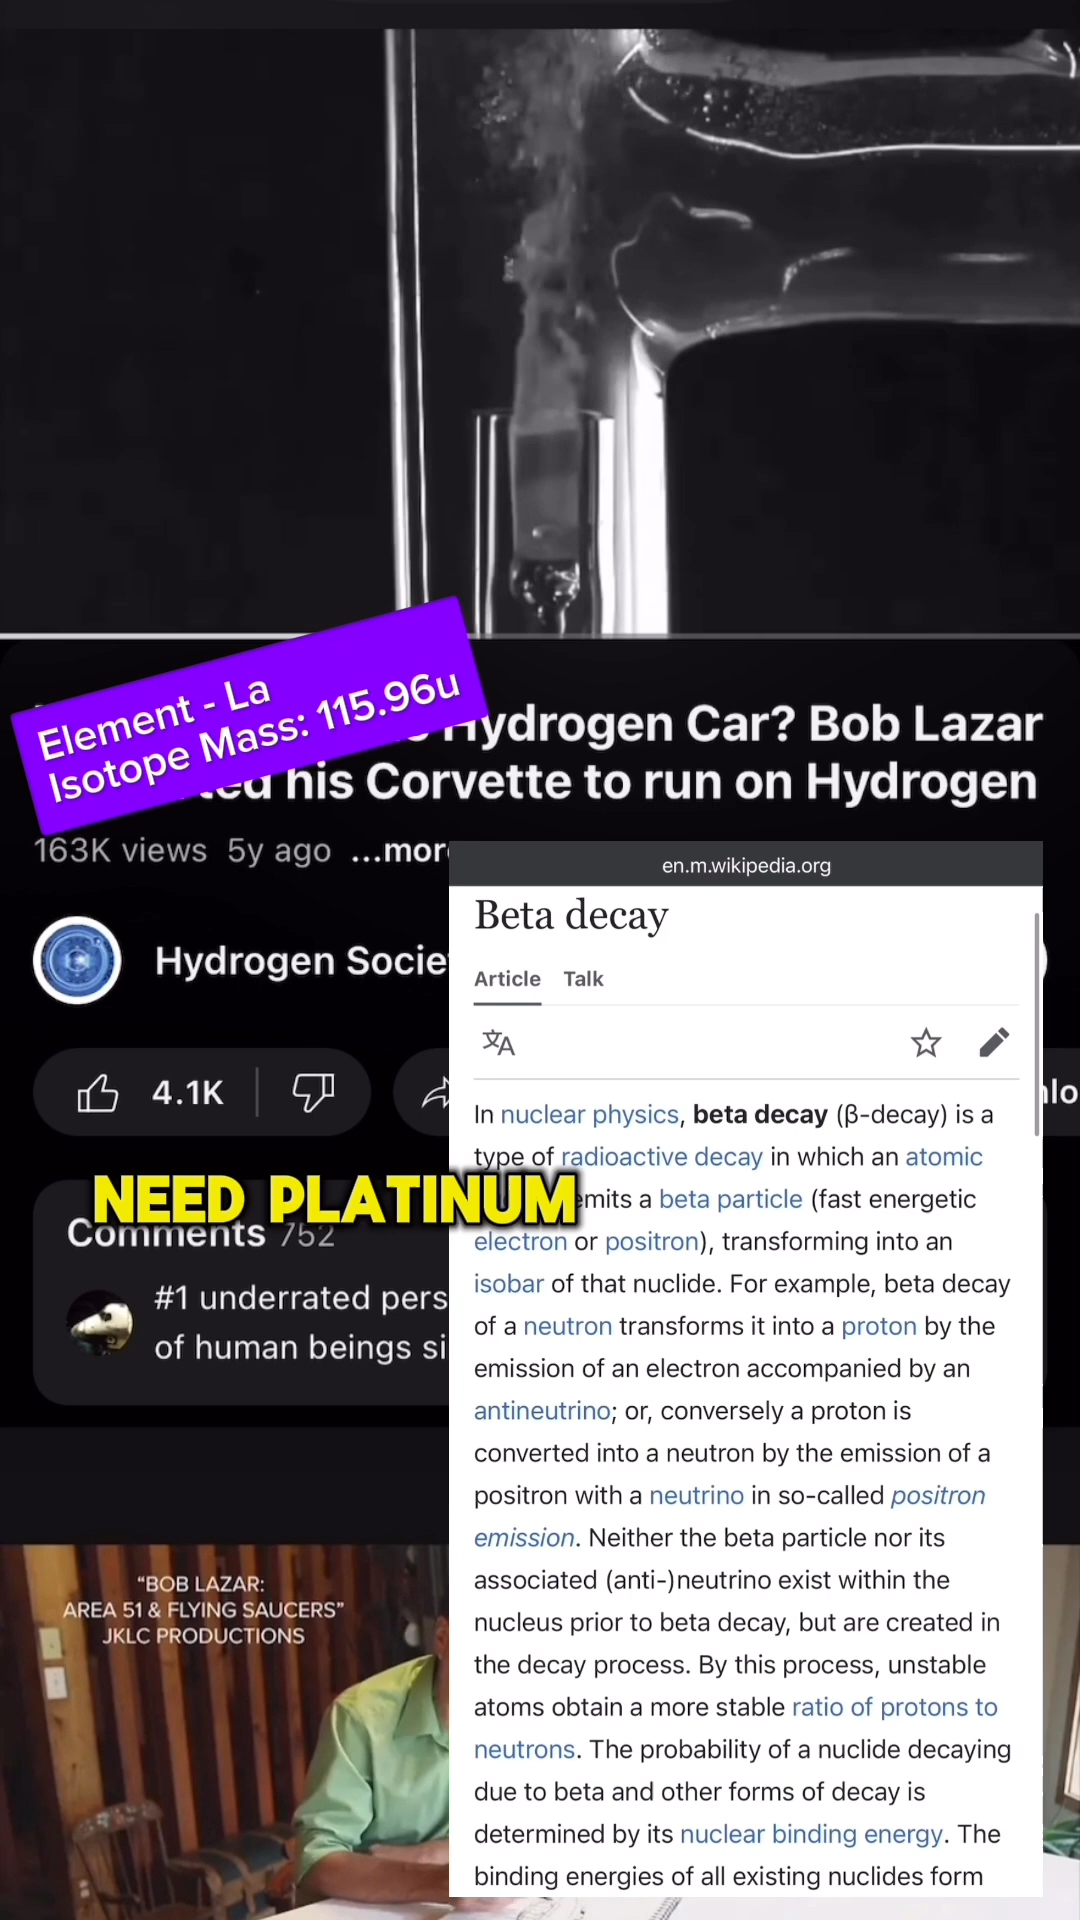 Element - La
Isotope Mass: 115.96u
Hydrogen Car? Bob Lazar
his Corvette to run on Hydrogen
163K views 5y ago ...more
Hydrogen Socie
4.1K
NEED PLATINUM
Comments 752
#1 underrated pers
of human beings si
en.m.wikipedia.org
Beta decay
Article Talk
In nuclear physics, beta decay (β-decay) is a
type of radioactive decay in which an atomic
emits a beta particle (fast energetic
electron or positron), transforming into an
isobar of that nuclide. For example, beta decay
of a neutron transforms it into a proton by the
emission of an electron accompanied by an
antineutrino; or, conversely a proton is
converted into a neutron by the emission of a
positron with a neutrino in so-called positron
emission. Neither the beta particle nor its
associated (anti-)neutrino exist within the
nucleus prior to beta decay, but are created in
the decay process. By this process, unstable
atoms obtain a more stable ratio of protons to
neutrons. The probability of a nuclide decaying
due to beta and other forms of decay is
determined by its nuclear binding energy. The
binding energies of all existing nuclides form
"BOB LAZAR:
AREA 51 & FLYING SAUCERS"
JKLC PRODUCTIONS